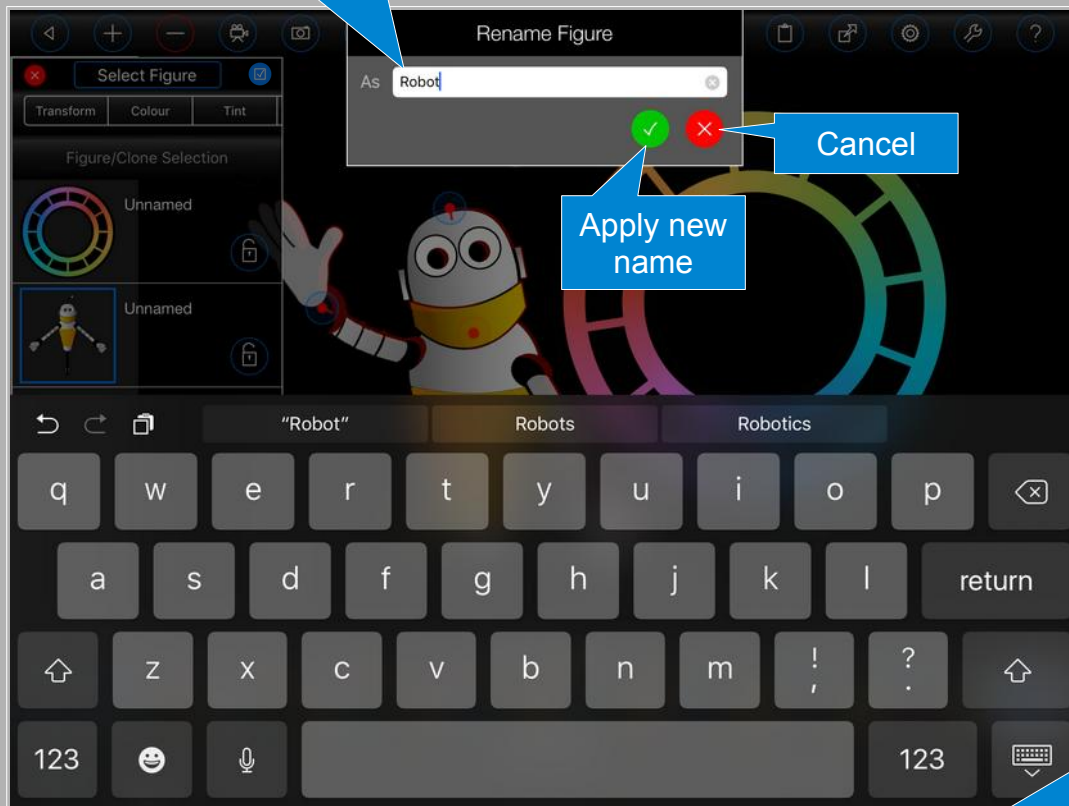 Rename Figure
?
Select Figure
As Robot
Transform Colour Tint
Cancel
Figure/Clone Selection
Unnamed
Apply new
name
Unnamed
"Robot" Robots Robotics
q w e r t y u i o p
a s d f g h j k l return
z x c v b n m ! , ? .
123 123